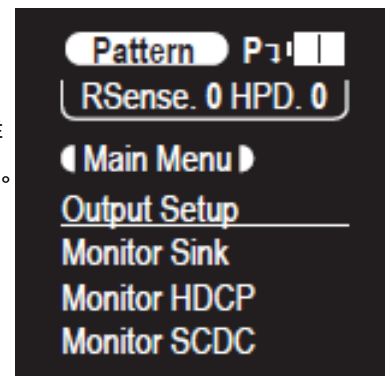 Pattern P
RSense. 0 HPD. 0
Main Menu
Output Setup
Monitor Sink
Monitor HDCP
Monitor SCDC